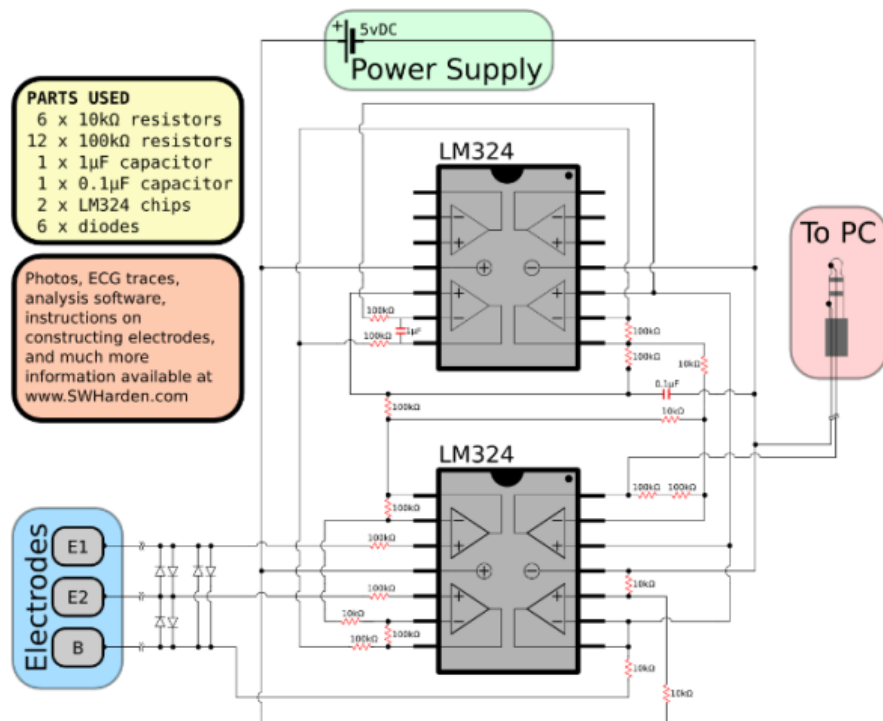 +
5vDC
Power Supply
PARTS USED
6 x 10kΩ resistors
12 x 100kΩ resistors
1 x 1µF capacitor
1 x 0.1µF capacitor
2 x LM324 chips
6 x diodes
Photos, ECG traces,
analysis software,
instructions on
constructing electrodes,
and much more
information available at
www.SWHarden.com
LM324
To PC
100kΩ
1µF
100kΩ
100kΩ
100kΩ
10kΩ
0.1µF
100kΩ
10kΩ
LM324
100kΩ 100kΩ
100kΩ
Electrodes
E1
E2
B
100kΩ
100kΩ
10kΩ
10kΩ
100kΩ
100kΩ
10kΩ
10kΩ